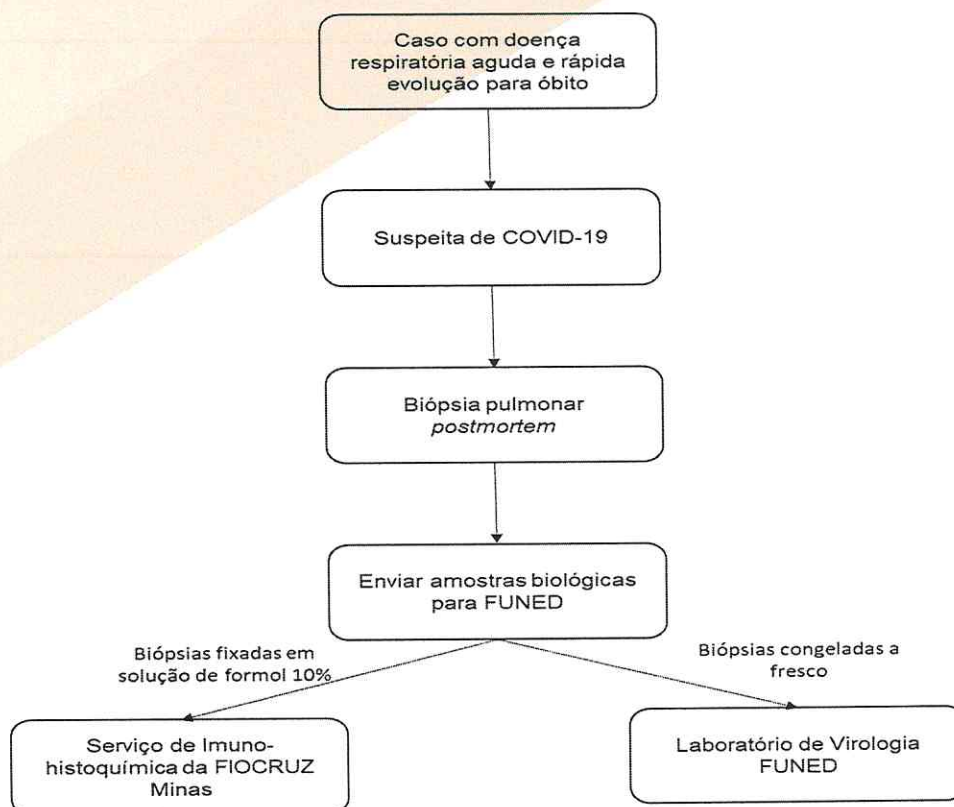 Caso com doença
respiratória aguda e rápida
evolução para óbito
Suspeita de COVID-19
Biópsia pulmonar
postmortem
Enviar amostras biológicas
para FUNED
Biópsias fixadas em
solução de formol 10%
Biópsias congeladas a
fresco
Serviço de Imuno-
histoquímica da FIOCRUZ
Minas
Laboratório de Virologia
FUNED